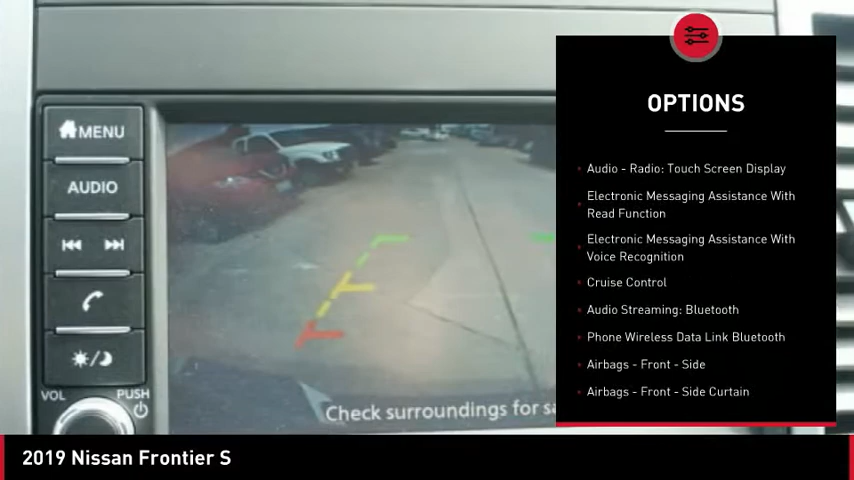 MENU
AUDIO
VOL
PUSH
Check surroundings for sa
OPTIONS
Audio - Radio: Touch Screen Display
Electronic Messaging Assistance With
Read Function
Electronic Messaging Assistance With
Voice Recognition
Cruise Control
Audio Streaming: Bluetooth
Phone Wireless Data Link Bluetooth
Airbags - Front - Side
Airbags - Front - Side Curtain
2019 Nissan Frontier S